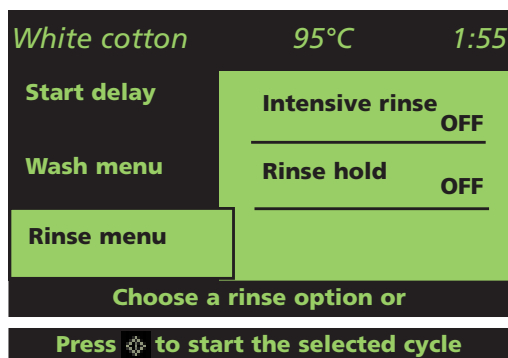 White cotton 95°C 1:55
Start delay
Intensive rinse
OFF
Wash menu
Rinse hold
OFF
Rinse menu
Choose a rinse option or
Press to start the selected cycle